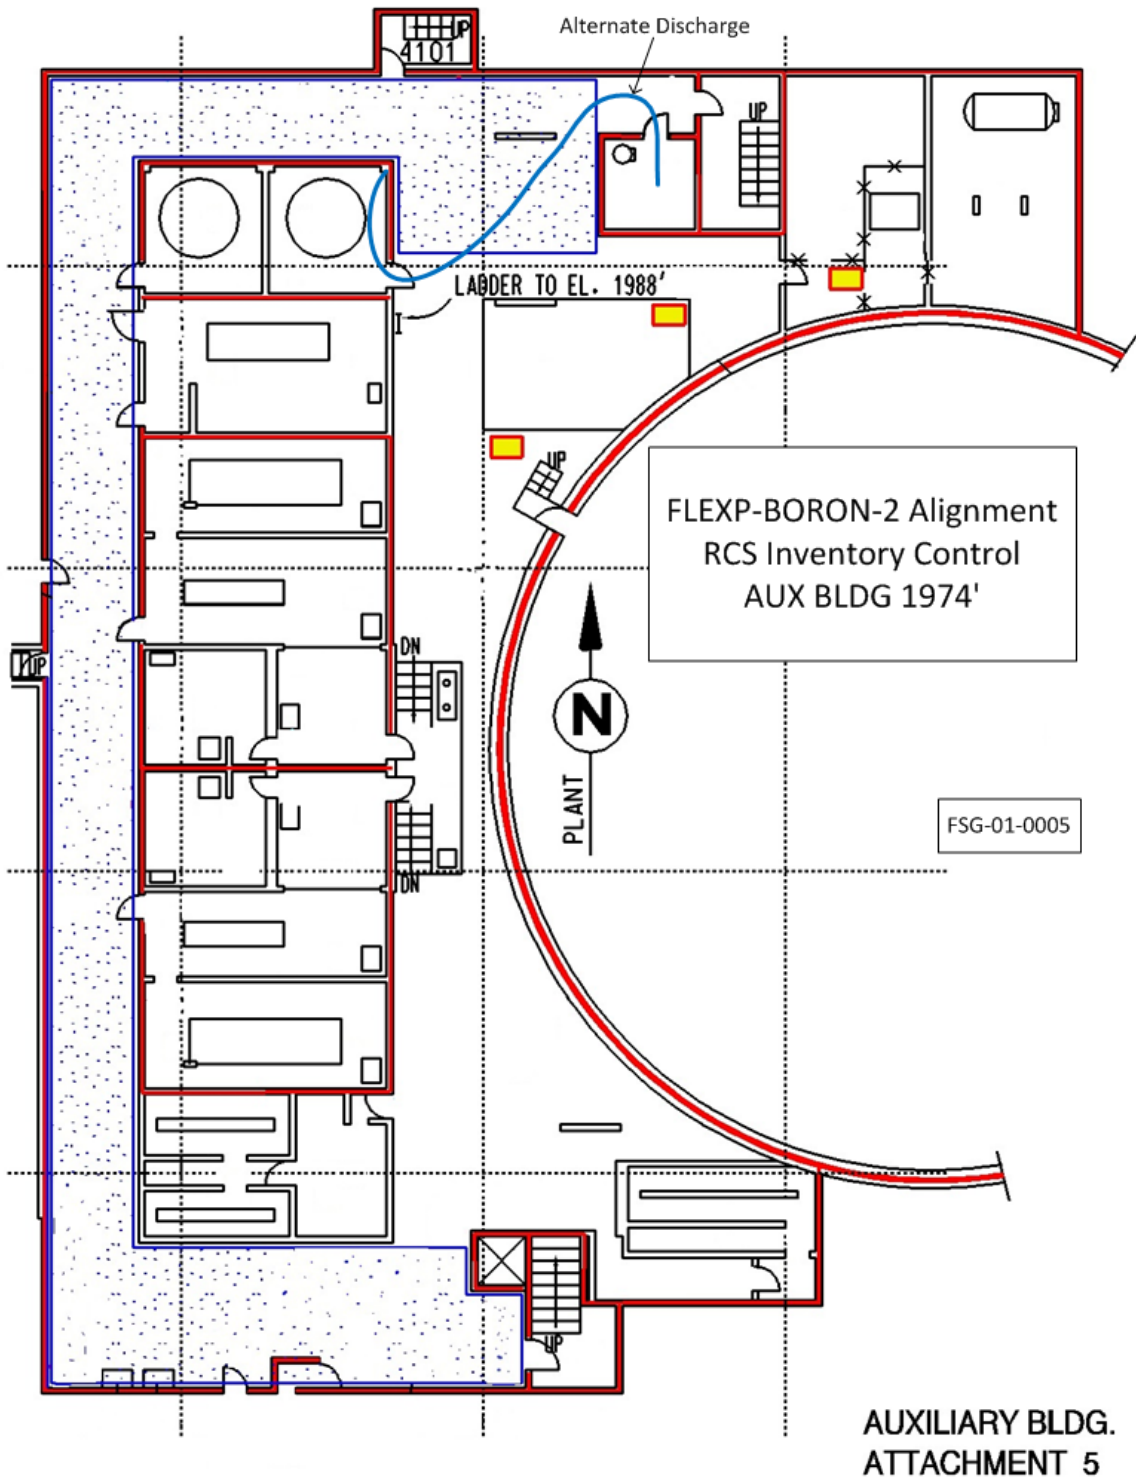 Alternate Discharge
UP
4101
UP
LADDER TO EL. 1988'
UP
FLEXP-BORON-2 Alignment
RCS Inventory Control
AUX BLDG 1974'
UP
DN
N
PLANT
FSG-01-0005
DN
UP
AUXILIARY BLDG.
ATTACHMENT 5